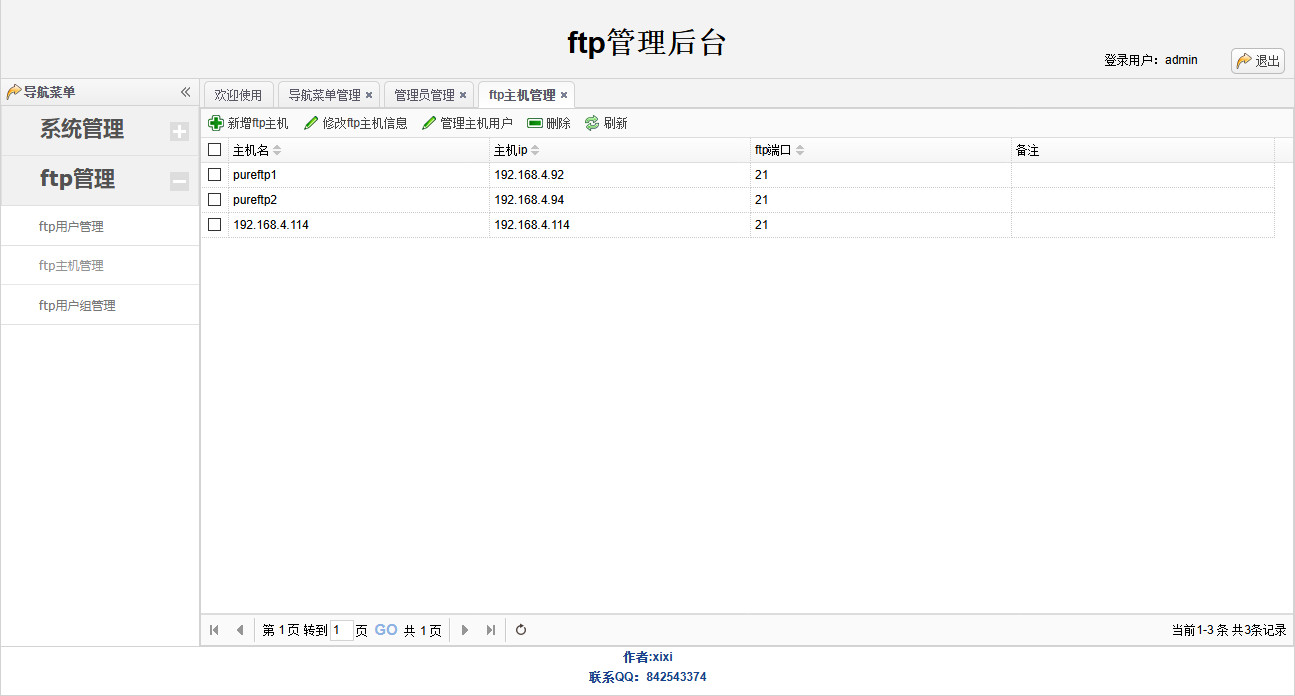 ftp管理后台
登录用户：admin
退出
导航菜单
欢迎使用 导航菜单管理 管理员管理 ftp主机管理
系统管理
ftp管理
ftp用户管理
ftp主机管理
ftp用户组管理
新增ftp主机 修改ftp主机信息 管理主机用户 删除 刷新
主机名 主机ip ftp端口 备注
pureftp1 192.168.4.92 21
pureftp2 192.168.4.94 21
192.168.4.114 192.168.4.114 21
第 1 页 转到 1 页 GO 共 1 页 当前1-3 条 共3条记录
作者:xixi
联系QQ：842543374